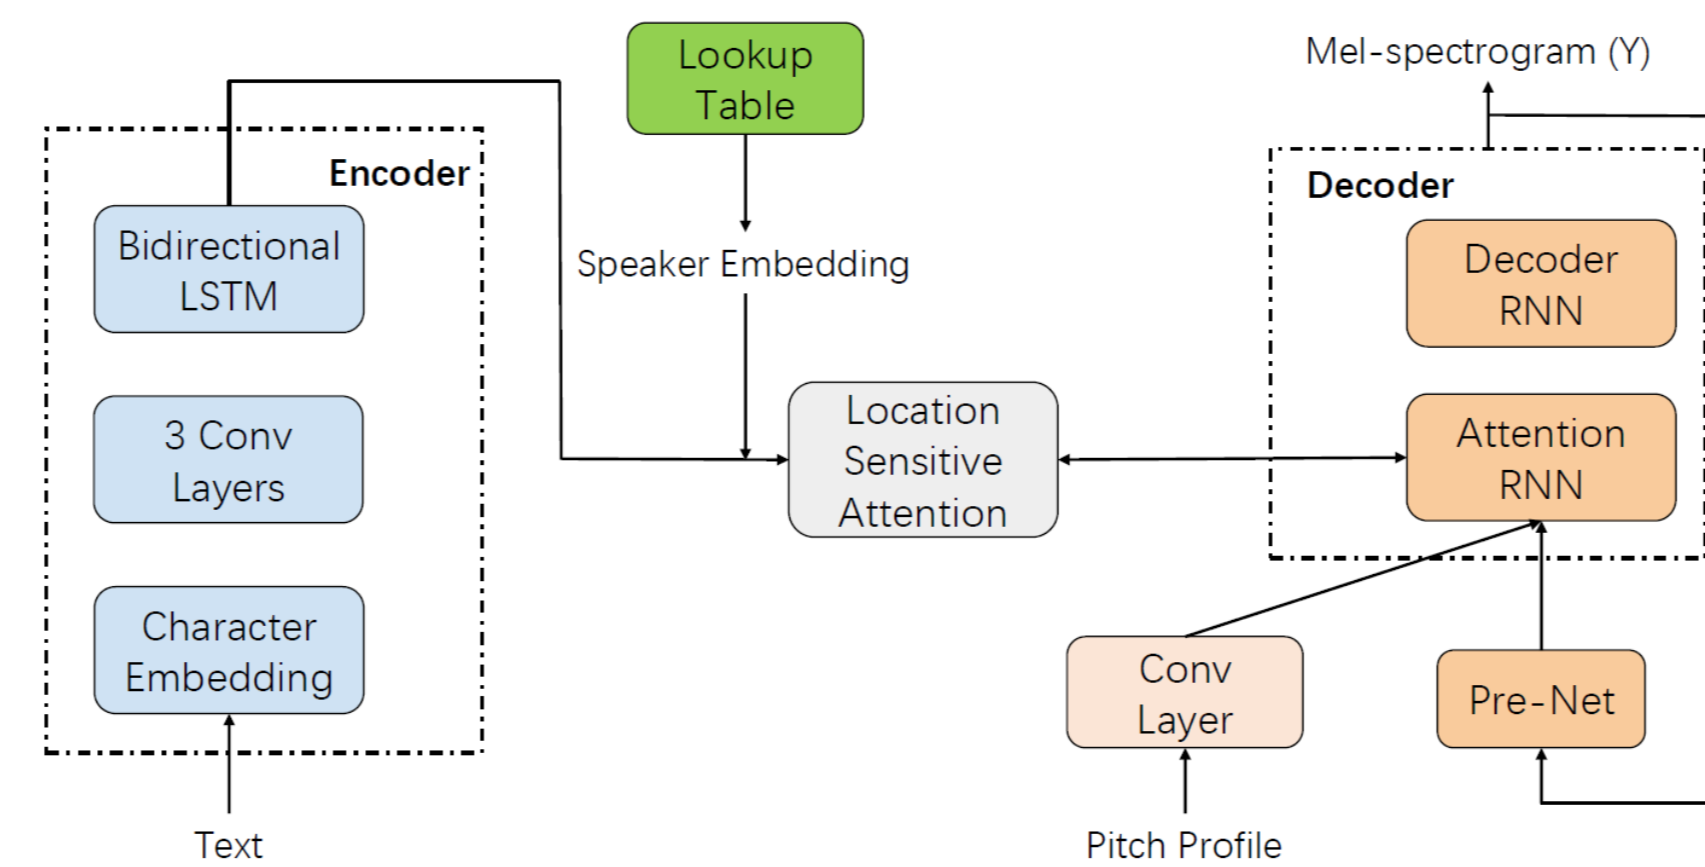 Lookup
Table
Mel-spectrogram (Y)
Encoder
Decoder
Bidirectional
LSTM
Speaker Embedding
Decoder
RNN
3 Conv
Layers
Location
Sensitive
Attention
Attention
RNN
Character
Embedding
Conv
Layer
Pre-Net
Text
Pitch Profile